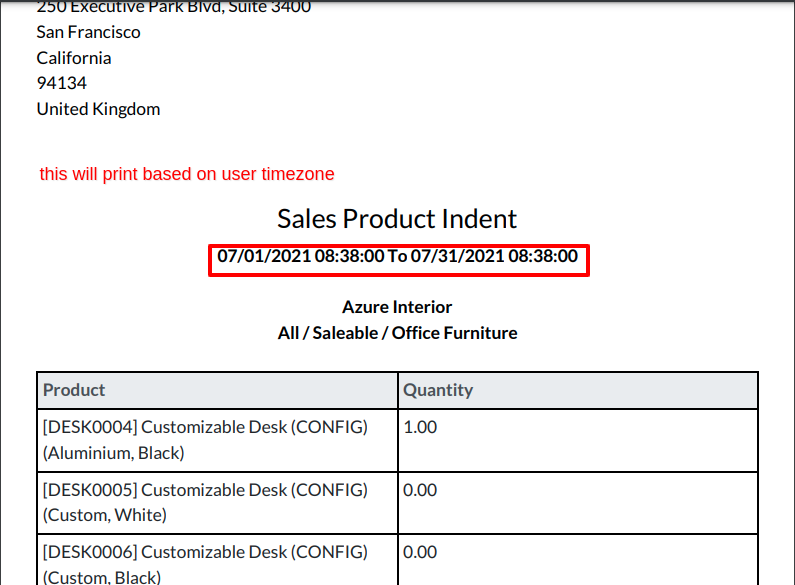 250 Executive Park Blvd, Suite 3400
San Francisco
California
94134
United Kingdom
this will print based on user timezone
Sales Product Indent
07/01/2021 08:38:00 To 07/31/2021 08:38:00
Azure Interior
All / Saleable / Office Furniture
Product Quantity
[DESK0004] Customizable Desk (CONFIG) 1.00
(Aluminium, Black)
[DESK0005] Customizable Desk (CONFIG) 0.00
(Custom, White)
[DESK0006] Customizable Desk (CONFIG) 0.00
(Custom, Black)